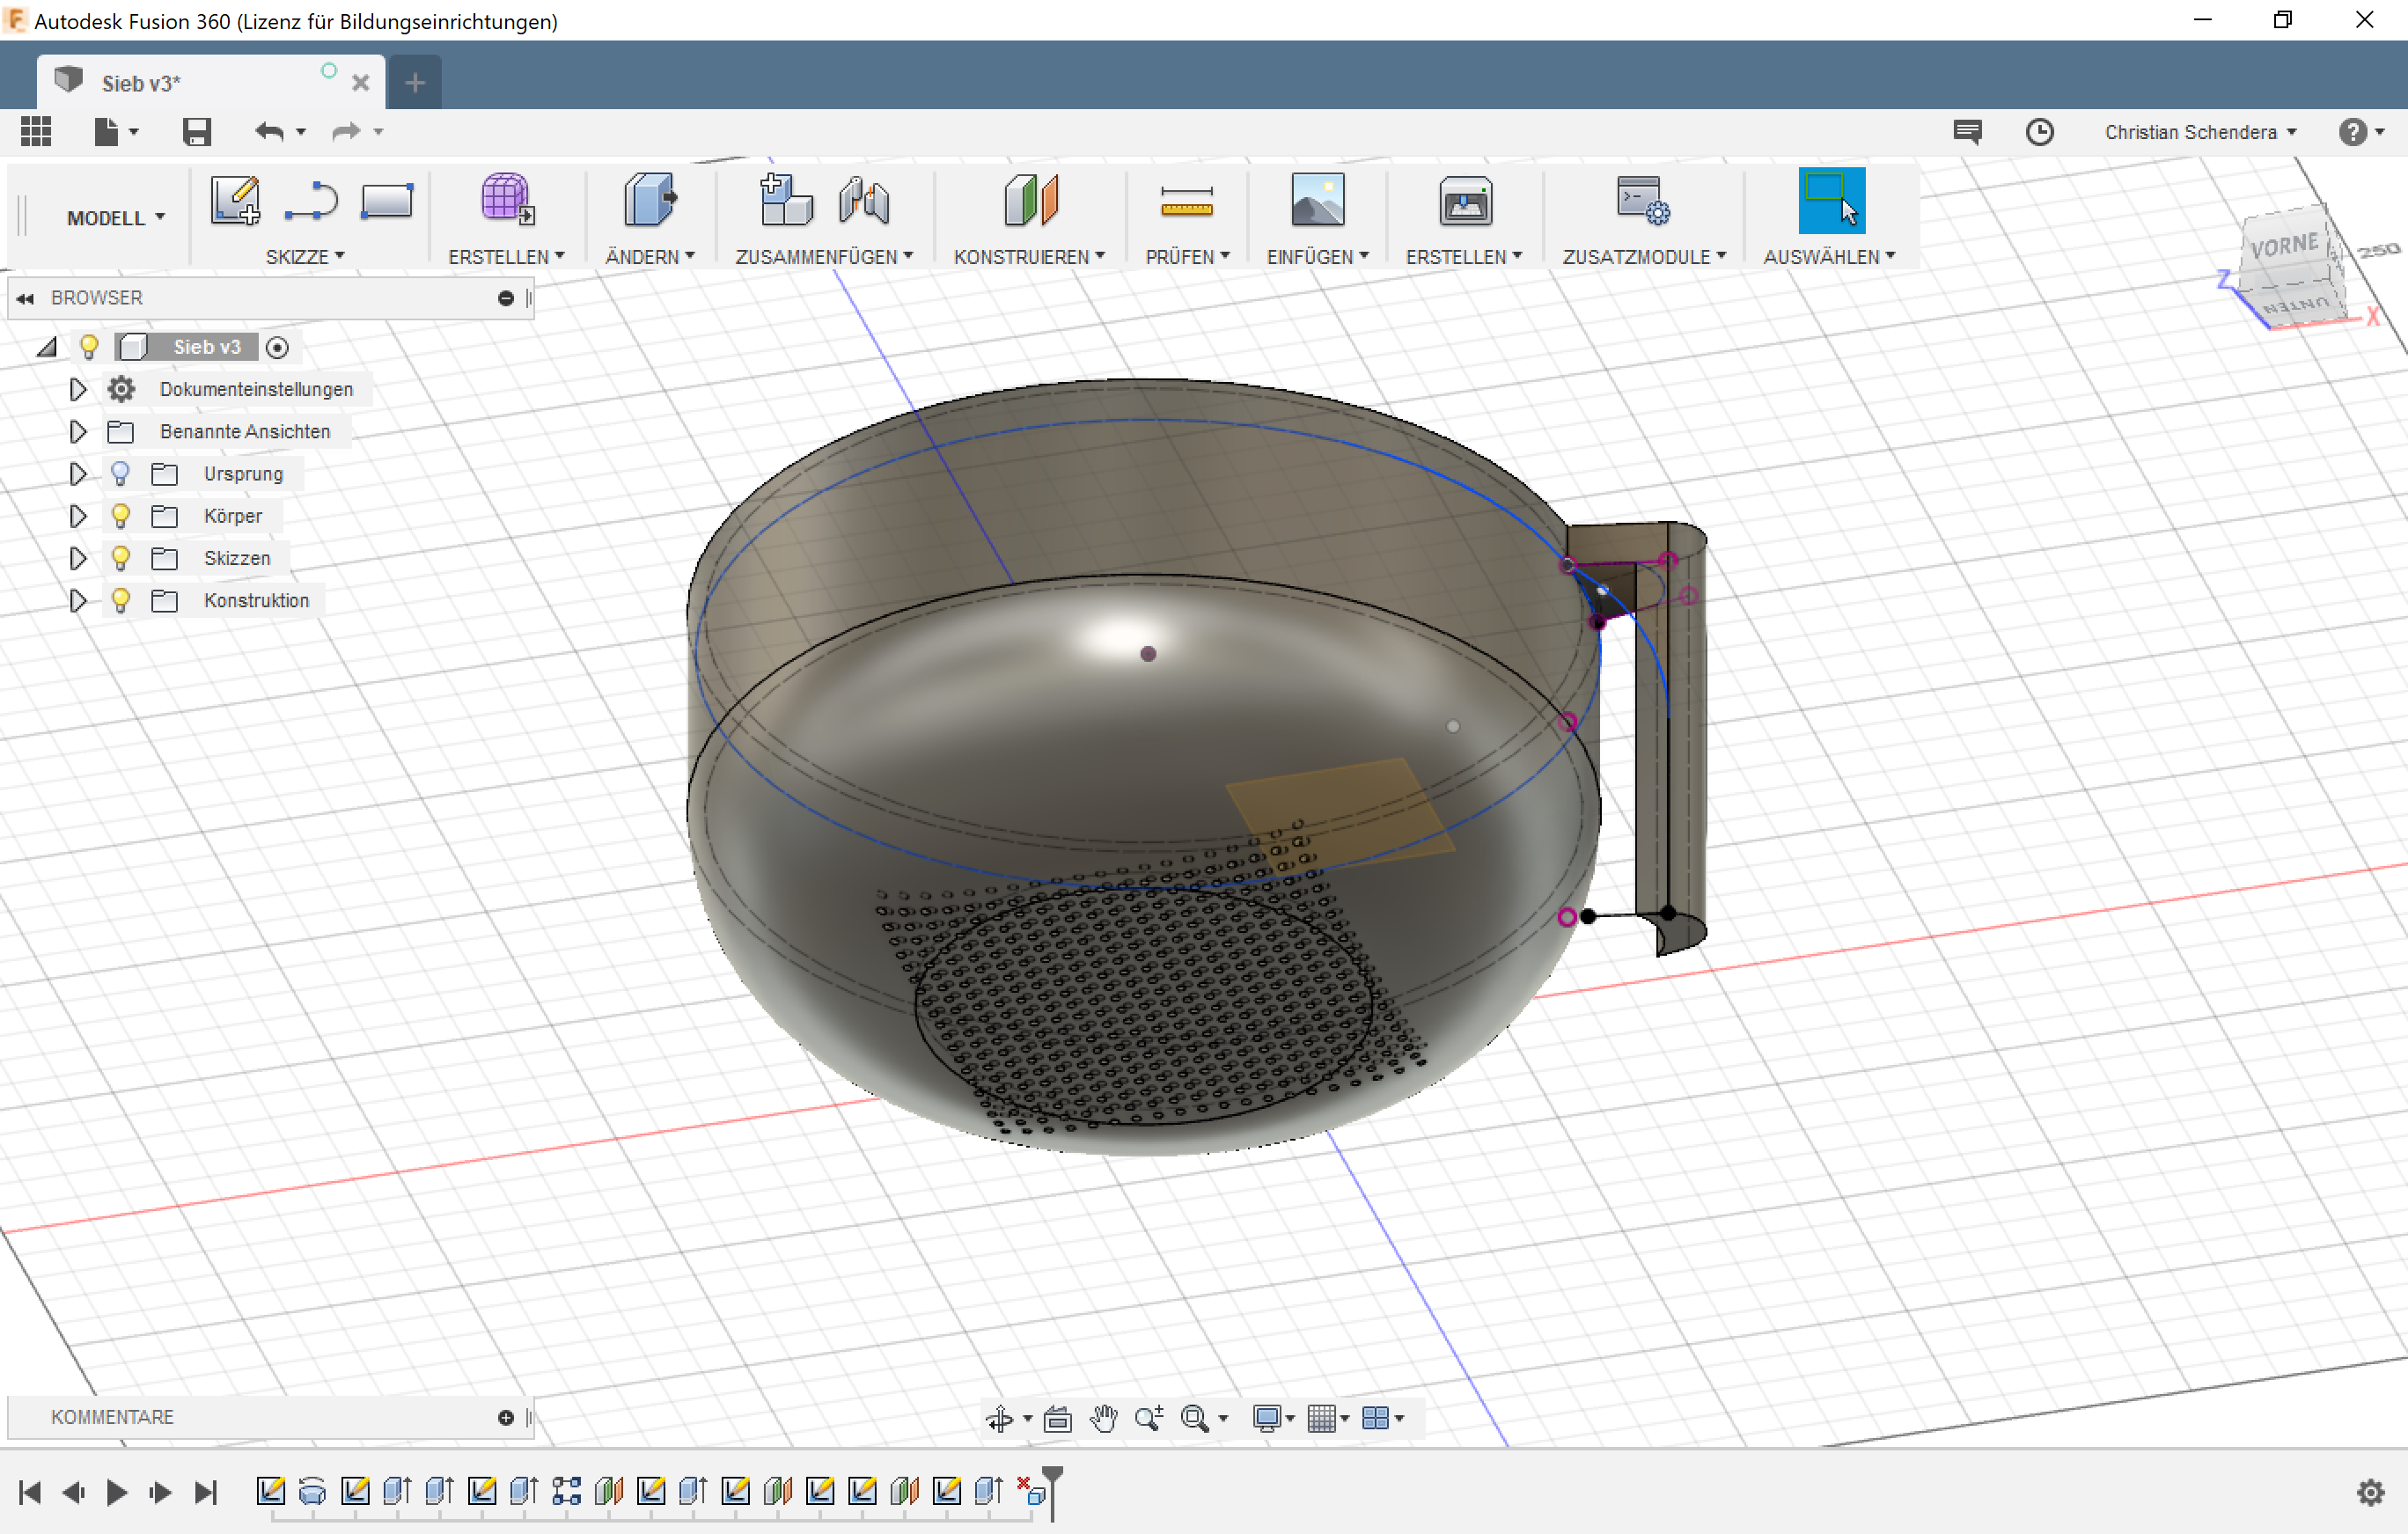 Autodesk Fusion 360 (Lizenz für Bildungseinrichtungen)
Sieb v3*
Christian Schendera
MODELL
SKIZZE
ERSTELLEN
ÄNDERN
ZUSAMMENFÜGEN
KONSTRUIEREN
PRÜFEN
EINFÜGEN
ERSTELLEN
ZUSATZMODULE
AUSWÄHLEN
VORNE
250
Z
UNTEN
X
BROWSER
Sieb v3
Dokumenteinstellungen
Benannte Ansichten
Ursprung
Körper
Skizzen
Konstruktion
KOMMENTARE